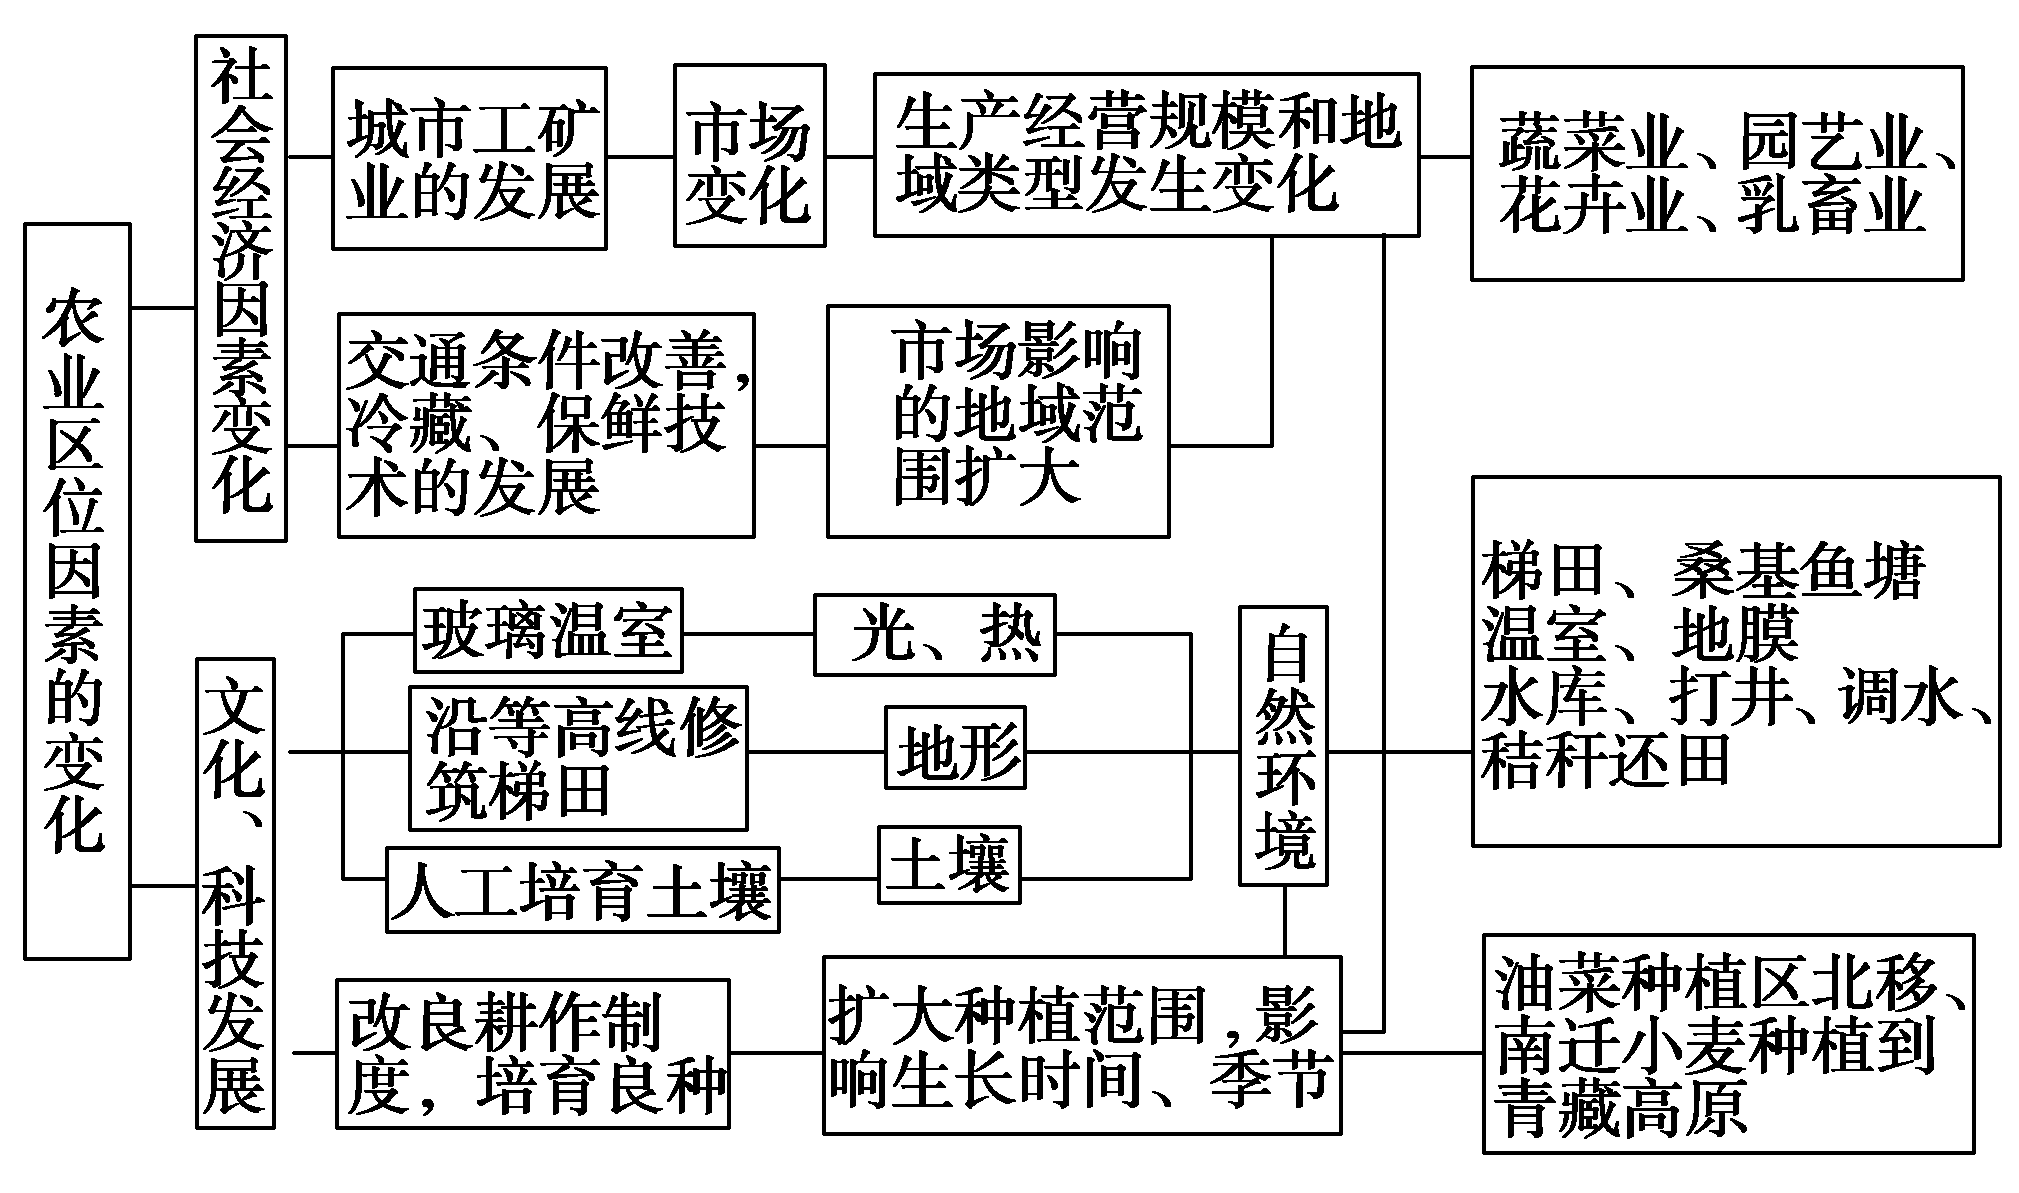 农业区位因素的变化
社会经济因素变化
城市工矿
业的发展
市场
变化
生产经营规模和地
域类型发生变化
蔬菜业、园艺业、
花卉业、乳畜业
交通条件改善，
冷藏、保鲜技
术的发展
市场影响
的地域范
围扩大
文化、科技发展
玻璃温室
光、热
沿等高线修
筑梯田
地形
人工培育土壤
土壤
自然环境
梯田、桑基鱼塘
温室、地膜
水库、打井、调水、
秸秆还田
改良耕作制
度，培育良种
扩大种植范围，影
响生长时间、季节
油菜种植区北移、
南迁小麦种植到
青藏高原